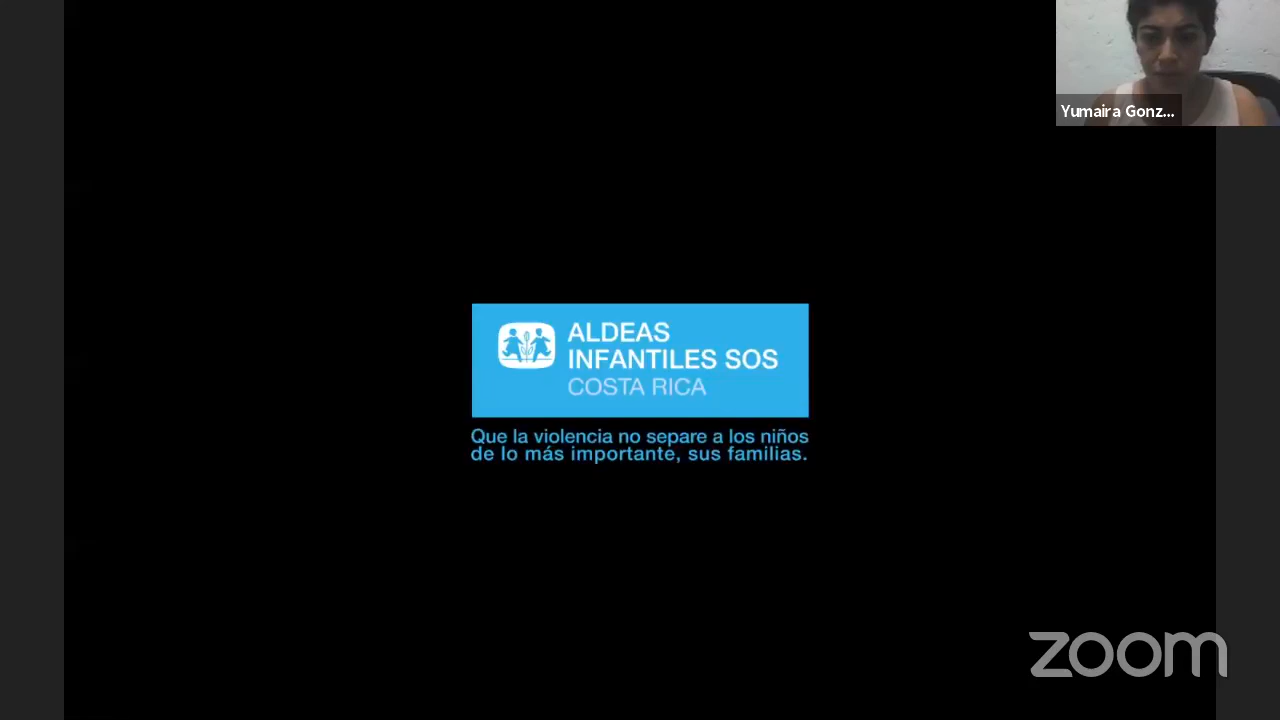 Yumaira Gonz...
ALDEAS
INFANTILES SOS
COSTA RICA
Que la violencia no separe a los niños
de lo más importante, sus familias.
zoom